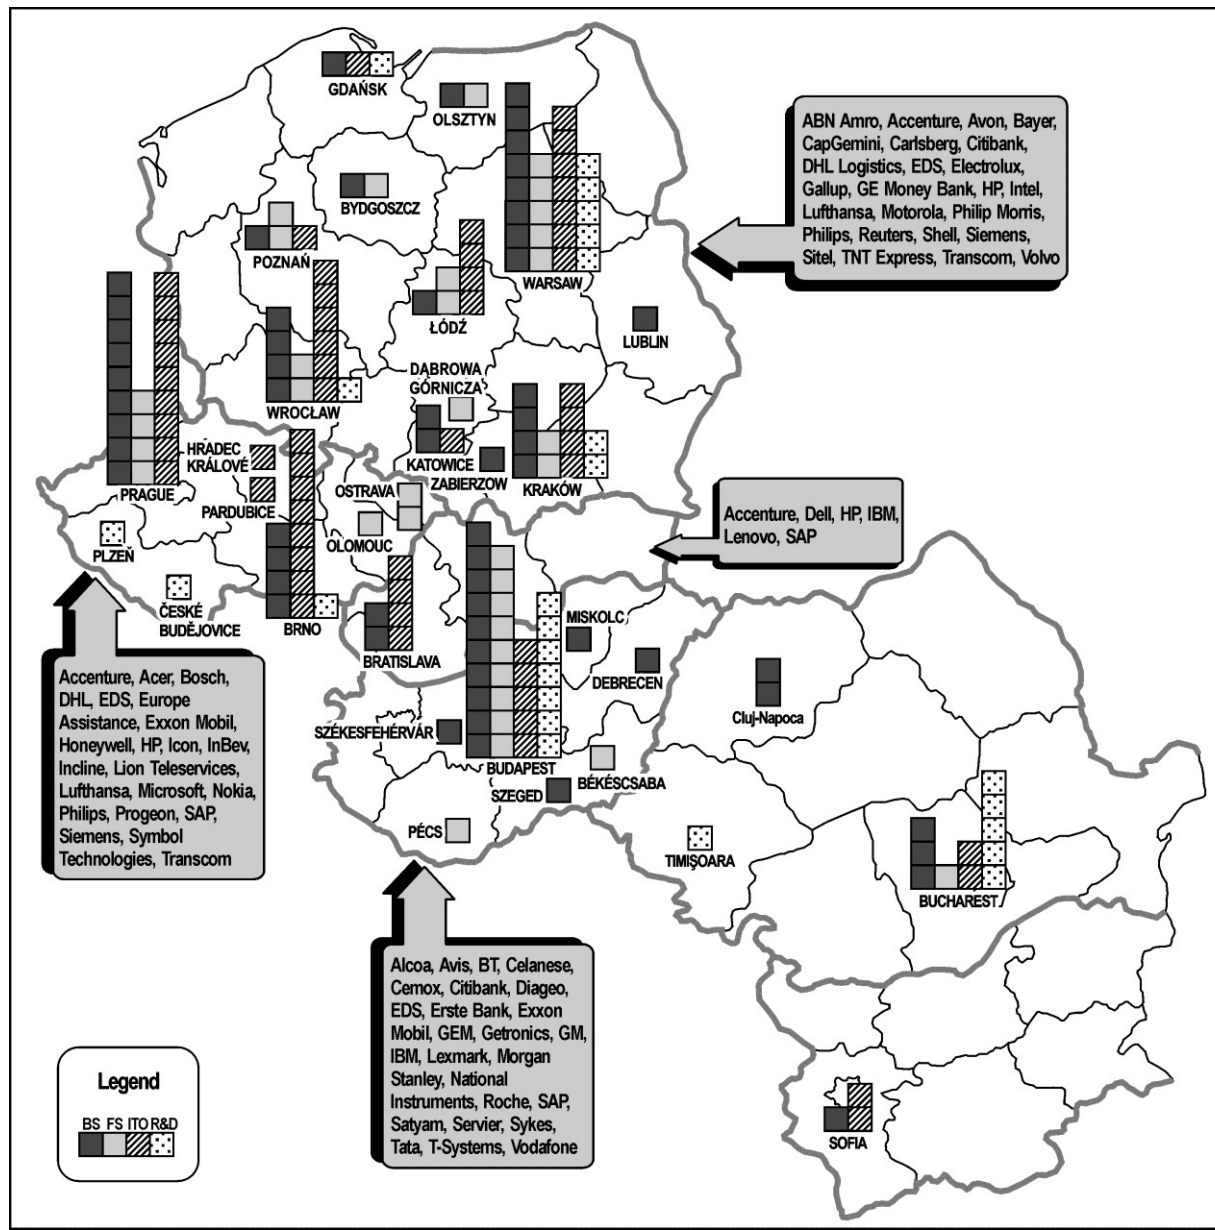 GDAŃSK
OLSZTYN
BYDGOSZCZ
POZNAŃ
WARSAW
ŁÓDŹ
LUBLIN
WROCŁAW
DĄBROWA
GÓRNICZA
KATOWICE
ZABIERZOW
KRAKÓW
ABN Amro, Accenture, Avon, Bayer,
CapGemini, Carlsberg, Citibank,
DHL Logistics, EDS, Electrolux,
Gallup, GE Money Bank, HP, Intel,
Lufthansa, Motorola, Philip Morris,
Philips, Reuters, Shell, Siemens,
Sitel, TNT Express, Transcom, Volvo
PRAGUE
HRADEC
KRÁLOVÉ
PARDUBICE
OSTRAVA
OLOMOUC
PLZEŇ
ČESKÉ
BUDĚJOVICE
BRNO
BRATISLAVA
Accenture, Dell, HP, IBM,
Lenovo, SAP
MISKOLC
DEBRECEN
SZÉKESFEHÉRVÁR
BUDAPEST
BÉKÉSCSABA
SZEGED
PÉCS
Cluj-Napoca
TIMIŞOARA
BUCHAREST
SOFIA
Accenture, Acer, Bosch,
DHL, EDS, Europe
Assistance, Exxon Mobil,
Honeywell, HP, Icon, InBev,
Incline, Lion Teleservices,
Lufthansa, Microsoft, Nokia,
Philips, Progeon, SAP,
Siemens, Symbol
Technologies, Transcom
Alcoa, Avis, BT, Celanese,
Cemox, Citibank, Diageo,
EDS, Erste Bank, Exxon
Mobil, GEM, Getronics, GM,
IBM, Lexmark, Morgan
Stanley, National
Instruments, Roche, SAP,
Satyam, Servier, Sykes,
Tata, T-Systems, Vodafone
Legend
BS FS ITO R&D